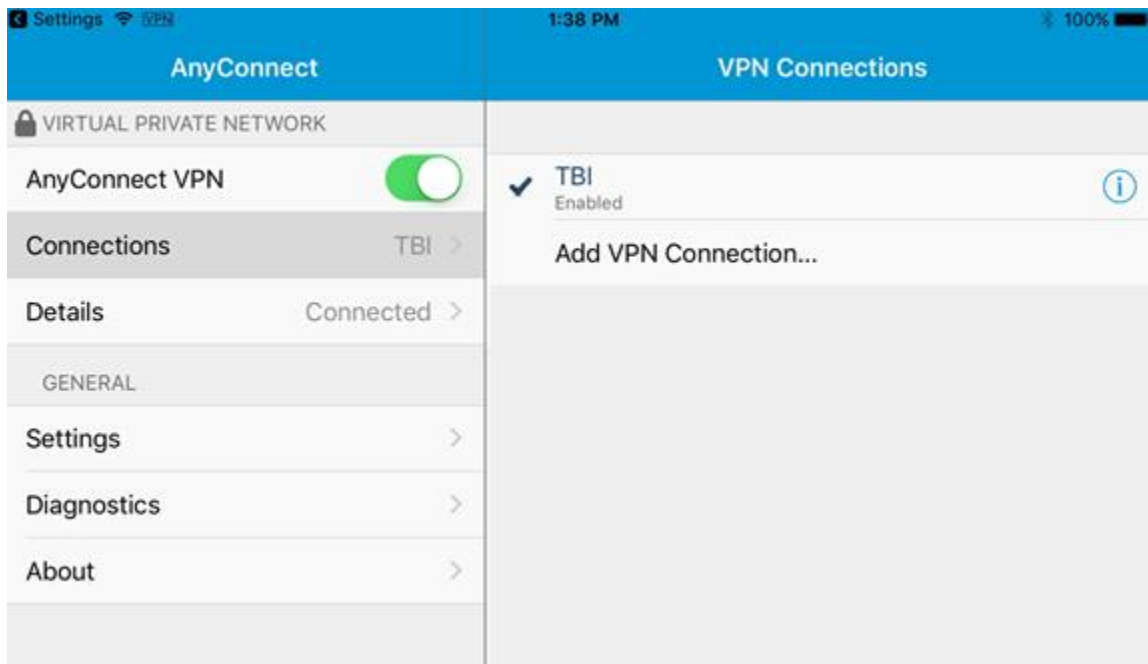 Settings VPN 1:38 PM 100%
AnyConnect
VPN Connections
VIRTUAL PRIVATE NETWORK
AnyConnect VPN
Connections TBI
Details Connected
GENERAL
Settings
Diagnostics
About
TBI
Enabled
Add VPN Connection...